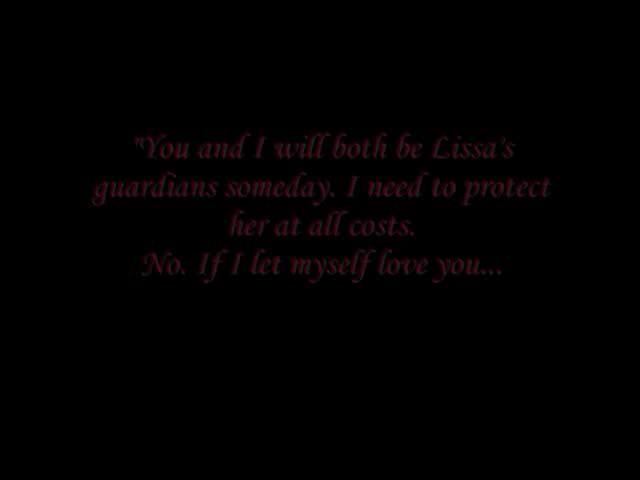 "You and I will both be Lissa's
guardians someday. I need to protect
her at all costs.
No. If I let myself love you...